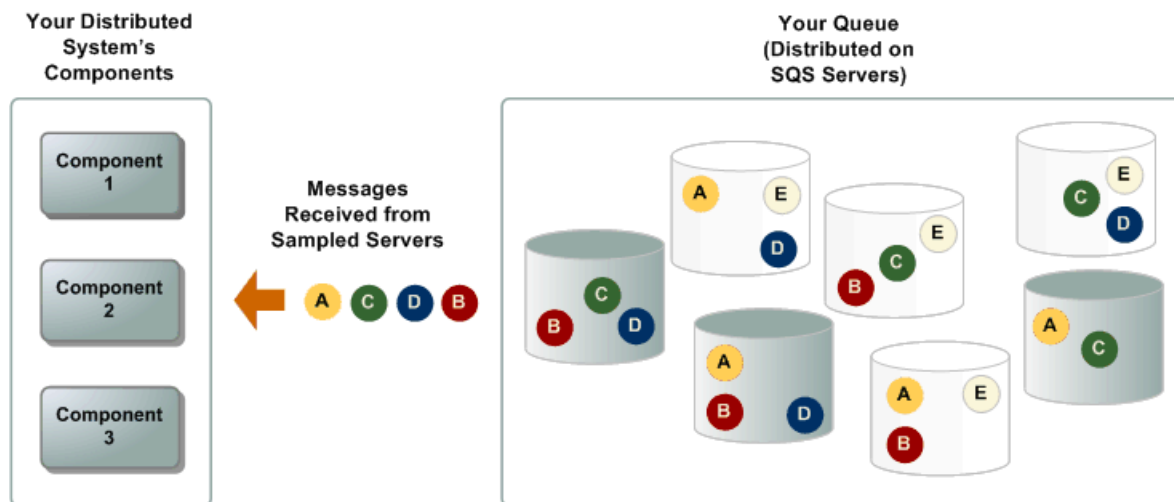 Your Distributed
System's
Components
Component
1
Component
2
Component
3
Messages
Received from
Sampled Servers
A C D B
Your Queue
(Distributed on
SQS Servers)
A E
D
E
C
B
E
C
D
C
B D
A
B D
A E
B
A
C